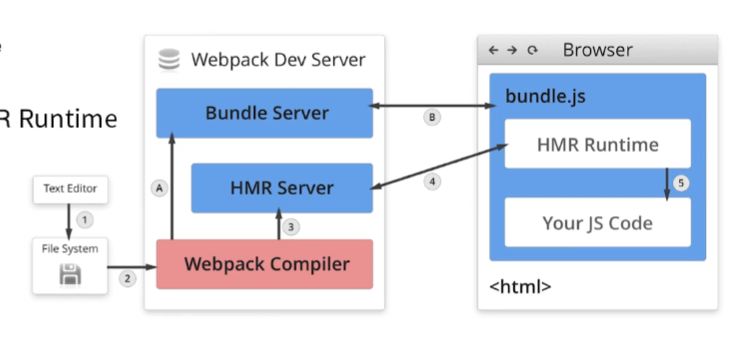 Webpack Dev Server
Browser
Bundle Server
B
bundle.js
R Runtime
HMR Runtime
Text Editor
A
HMR Server
4
5
1
3
Your JS Code
File System
2
Webpack Compiler
<html>